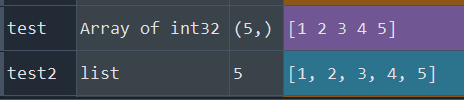 test Array of int32 (5,) [1 2 3 4 5]
test2 list 5 [1, 2, 3, 4, 5]